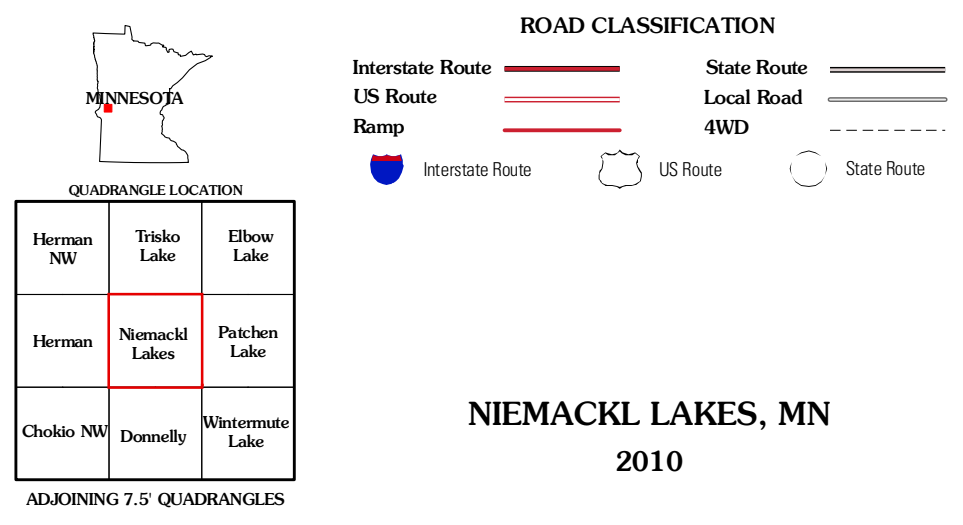 MINNESOTA
QUADRANGLE LOCATION
Herman
NW
Trisko
Lake
Elbow
Lake
Herman
Niemackl
Lakes
Patchen
Lake
Chokio NW
Donnelly
Wintermute
Lake
ADJOINING 7.5' QUADRANGLES
ROAD CLASSIFICATION
Interstate Route
US Route
Ramp
State Route
Local Road
4WD
Interstate Route
US Route
State Route
NIEMACKL LAKES, MN
2010